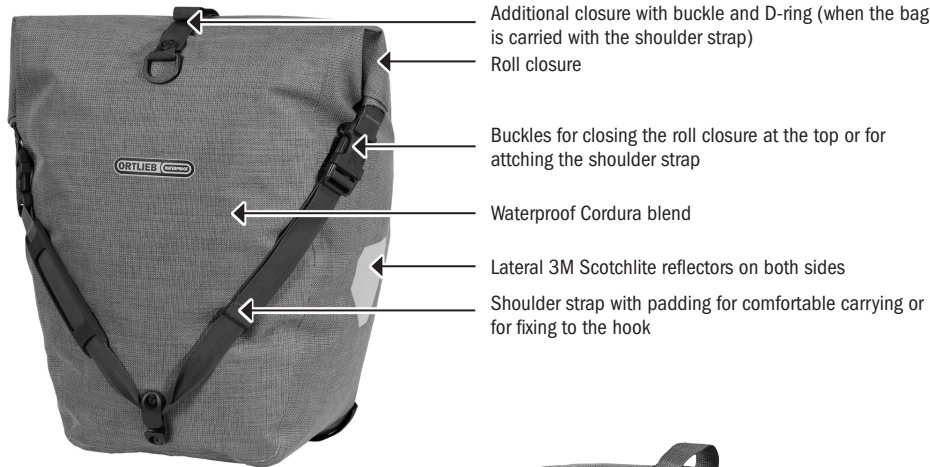 Additional closure with buckle and D-ring (when the bag
is carried with the shoulder strap)
Roll closure
Buckles for closing the roll closure at the top or for
attching the shoulder strap
ORTLIEB WATERPROOF
Waterproof Cordura blend
Lateral 3M Scotchlite reflectors on both sides
Shoulder strap with padding for comfortable carrying or
for fixing to the hook